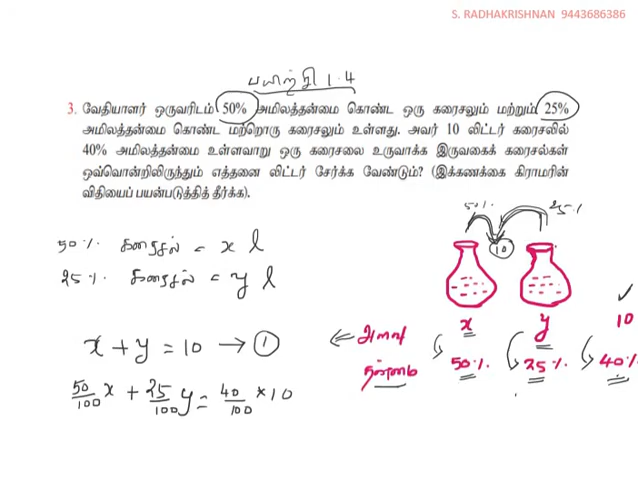 S. RADHAKRISHNAN 9443686386
பயிற்சி 1.4
3. வேதியாளர் ஒருவரிடம் 50% அமிலத்தன்மை கொண்ட ஒரு கரைசலும் மற்றும் 25%
அமிலத்தன்மை கொண்ட மற்றொரு கரைசலும் உள்ளது. அவர் 10 லிட்டர் கரைசலில்
40% அமிலத்தன்மை உள்ளவாறு ஒரு கரைசலை உருவாக்க இருவகைக் கரைசல்கள்
ஒவ்வொன்றிலிருந்தும் எத்தனை லிட்டர் சேர்க்க வேண்டும்? (இக்கணக்கை கிராமரின்
விதியைப் பயன்படுத்தித் தீர்க்க).
50% 25%
10
50% கரைசல் = x l
25% கரைசல் = y l
x y 10
x + y = 10 → ① ⇐ அளவு
தன்மை 50% 25% 40%
50/100 x + 25/100 y = 40/100 * 10